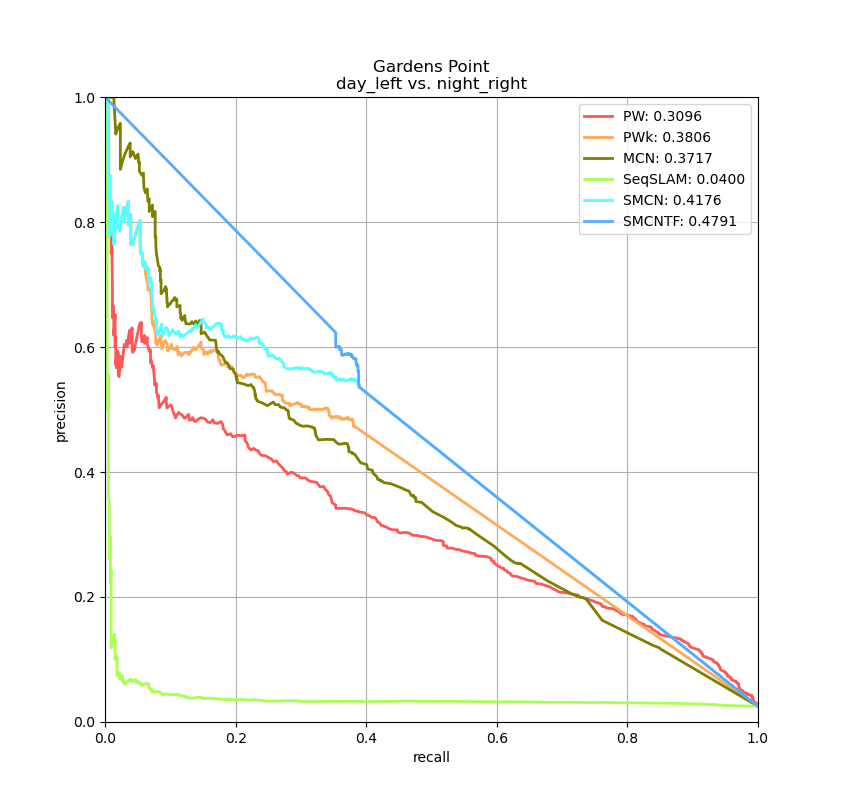 Gardens Point
day_left vs. night_right
1.0
0.8
0.6
0.4
0.2
0.0
precision
PW: 0.3096
PWk: 0.3806
MCN: 0.3717
SeqSLAM: 0.0400
SMCN: 0.4176
SMCNTF: 0.4791
0.0 0.2 0.4 0.6 0.8 1.0
recall